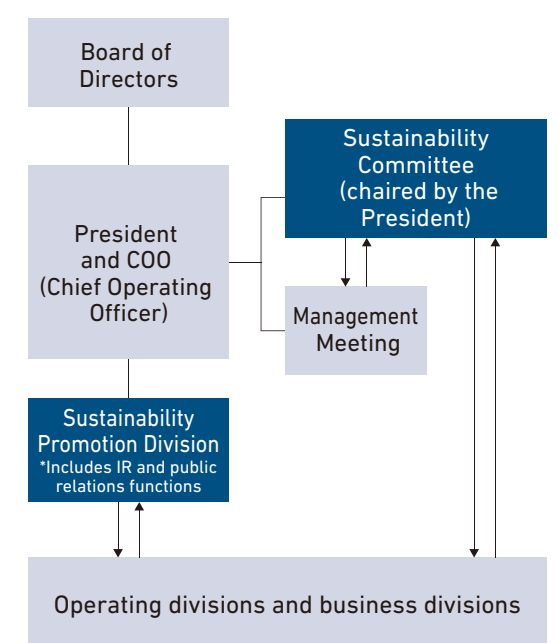 Board of
Directors
Sustainability
Committee
(chaired by the
President)
President
and COO
(Chief Operating
Officer)
Management
Meeting
Sustainability
Promotion Division
*Includes IR and public
relations functions
Operating divisions and business divisions